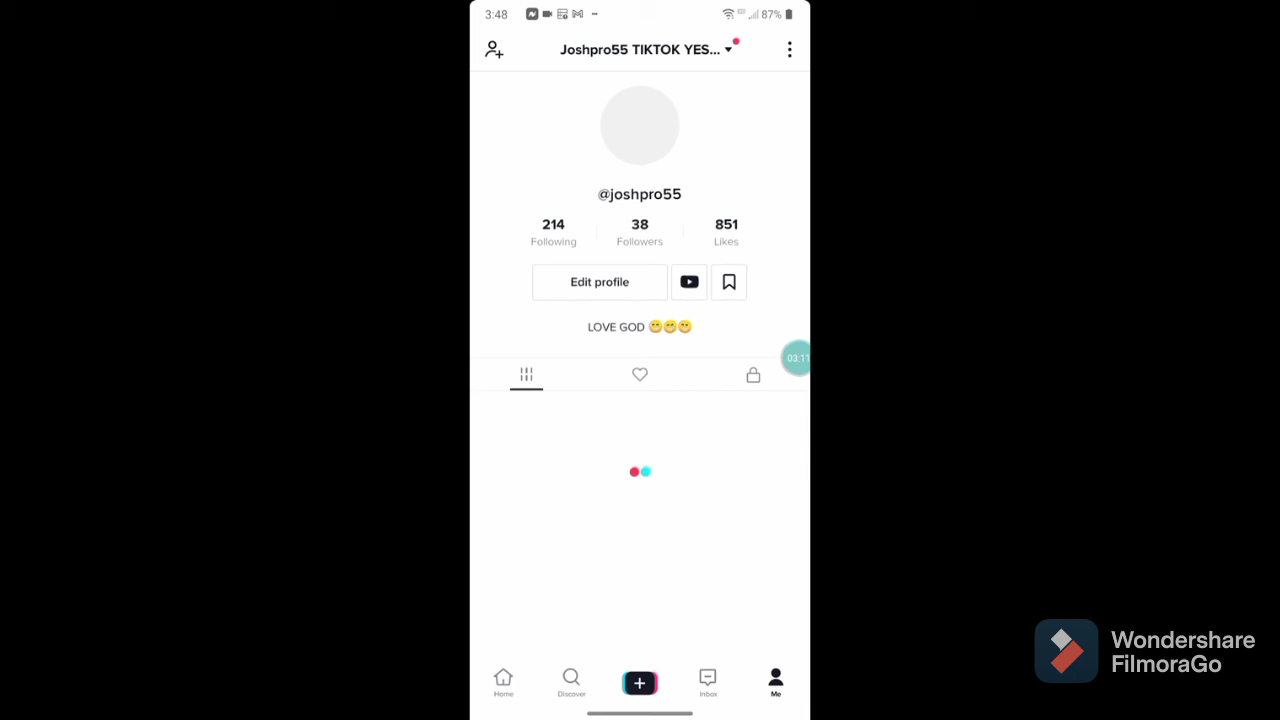 3:48
87%
Joshpro55 TIKTOK YES...
@joshpro55
214 38 851
Following Followers Likes
Edit profile
LOVE GOD 😁😁😁
03:11
Home Discover Inbox Me
Wondershare
FilmoraGo